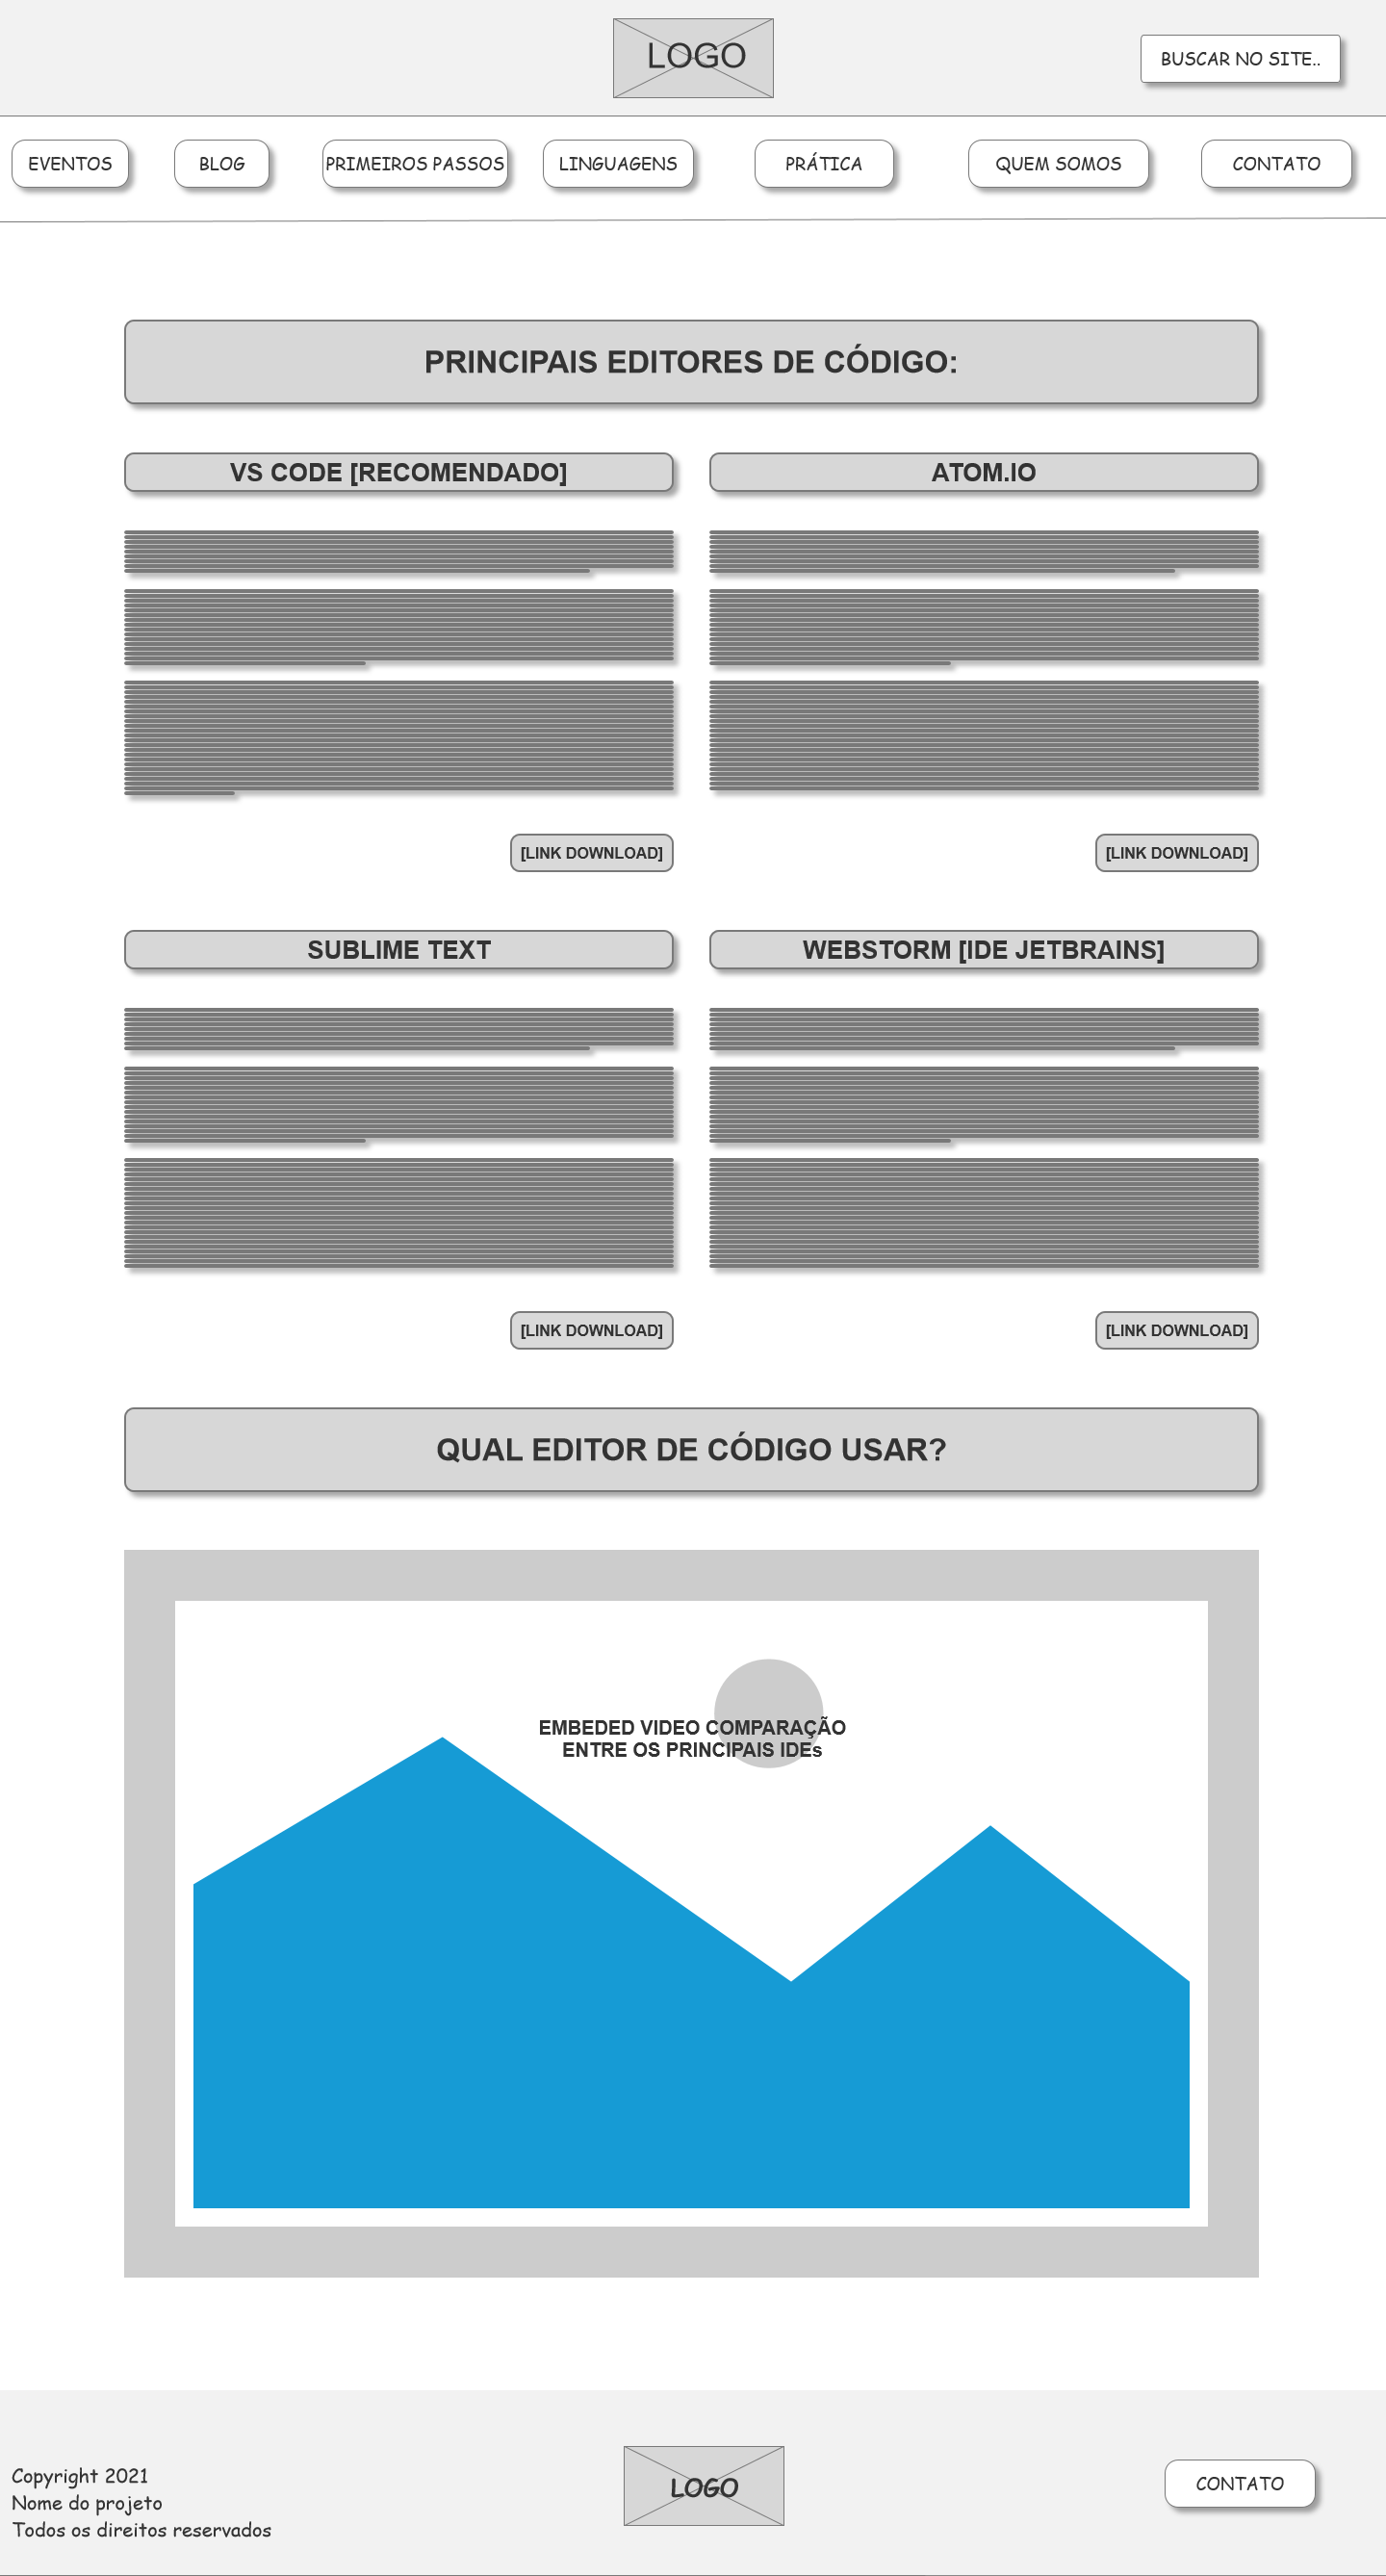 LOGO
BUSCAR NO SITE..
EVENTOS
BLOG
PRIMEIROS PASSOS
LINGUAGENS
PRÁTICA
QUEM SOMOS
CONTATO
PRINCIPAIS EDITORES DE CÓDIGO:
VS CODE [RECOMENDADO]
ATOM.IO
[LINK DOWNLOAD]
[LINK DOWNLOAD]
SUBLIME TEXT
WEBSTORM [IDE JETBRAINS]
[LINK DOWNLOAD]
[LINK DOWNLOAD]
QUAL EDITOR DE CÓDIGO USAR?
EMBEDED VIDEO COMPARAÇÃO
ENTRE OS PRINCIPAIS IDEs
Copyright 2021
Nome do projeto
Todos os direitos reservados
LOGO
CONTATO